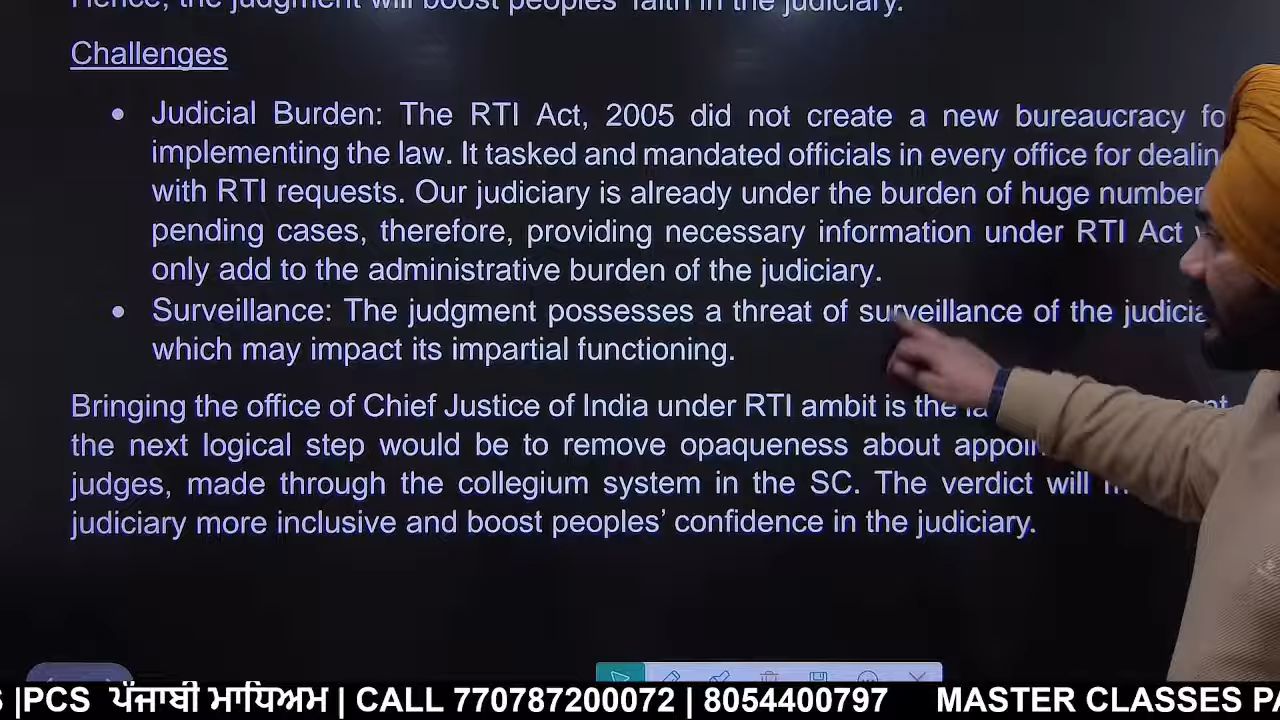 Hence, the judgment will boost peoples' faith in the judiciary.
Challenges
• Judicial Burden: The RTI Act, 2005 did not create a new bureaucracy fo
implementing the law. It tasked and mandated officials in every office for dealin
with RTI requests. Our judiciary is already under the burden of huge number
pending cases, therefore, providing necessary information under RTI Act
only add to the administrative burden of the judiciary.
• Surveillance: The judgment possesses a threat of surveillance of the judicia
which may impact its impartial functioning.
Bringing the office of Chief Justice of India under RTI ambit is the
the next logical step would be to remove opaqueness about
judges, made through the collegium system in the SC. The verdict will
judiciary more inclusive and boost peoples' confidence in the judiciary.
S |PCS ਪੰਜਾਬੀ ਮਾਧਿਅਮ | CALL 770787200072 | 8054400797 MASTER CLASSES PA